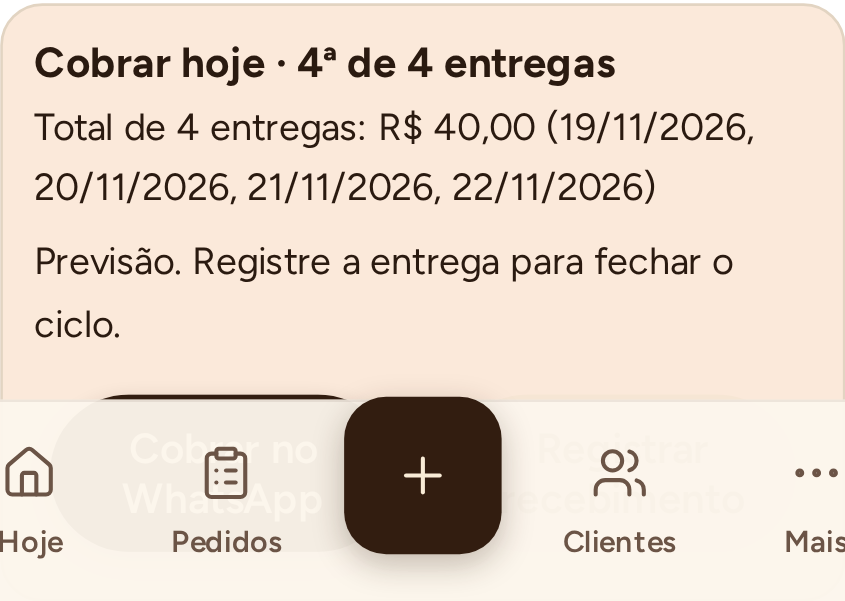 Cobrar hoje · 4ª de 4 entregas
Total de 4 entregas: R$ 40,00 (19/11/2026,
20/11/2026, 21/11/2026, 22/11/2026)
Previsão. Registre a entrega para fechar o
ciclo.
Cobrar no
WhatsApp
Registrar
recebimento
Hoje
Pedidos
Clientes
Mais